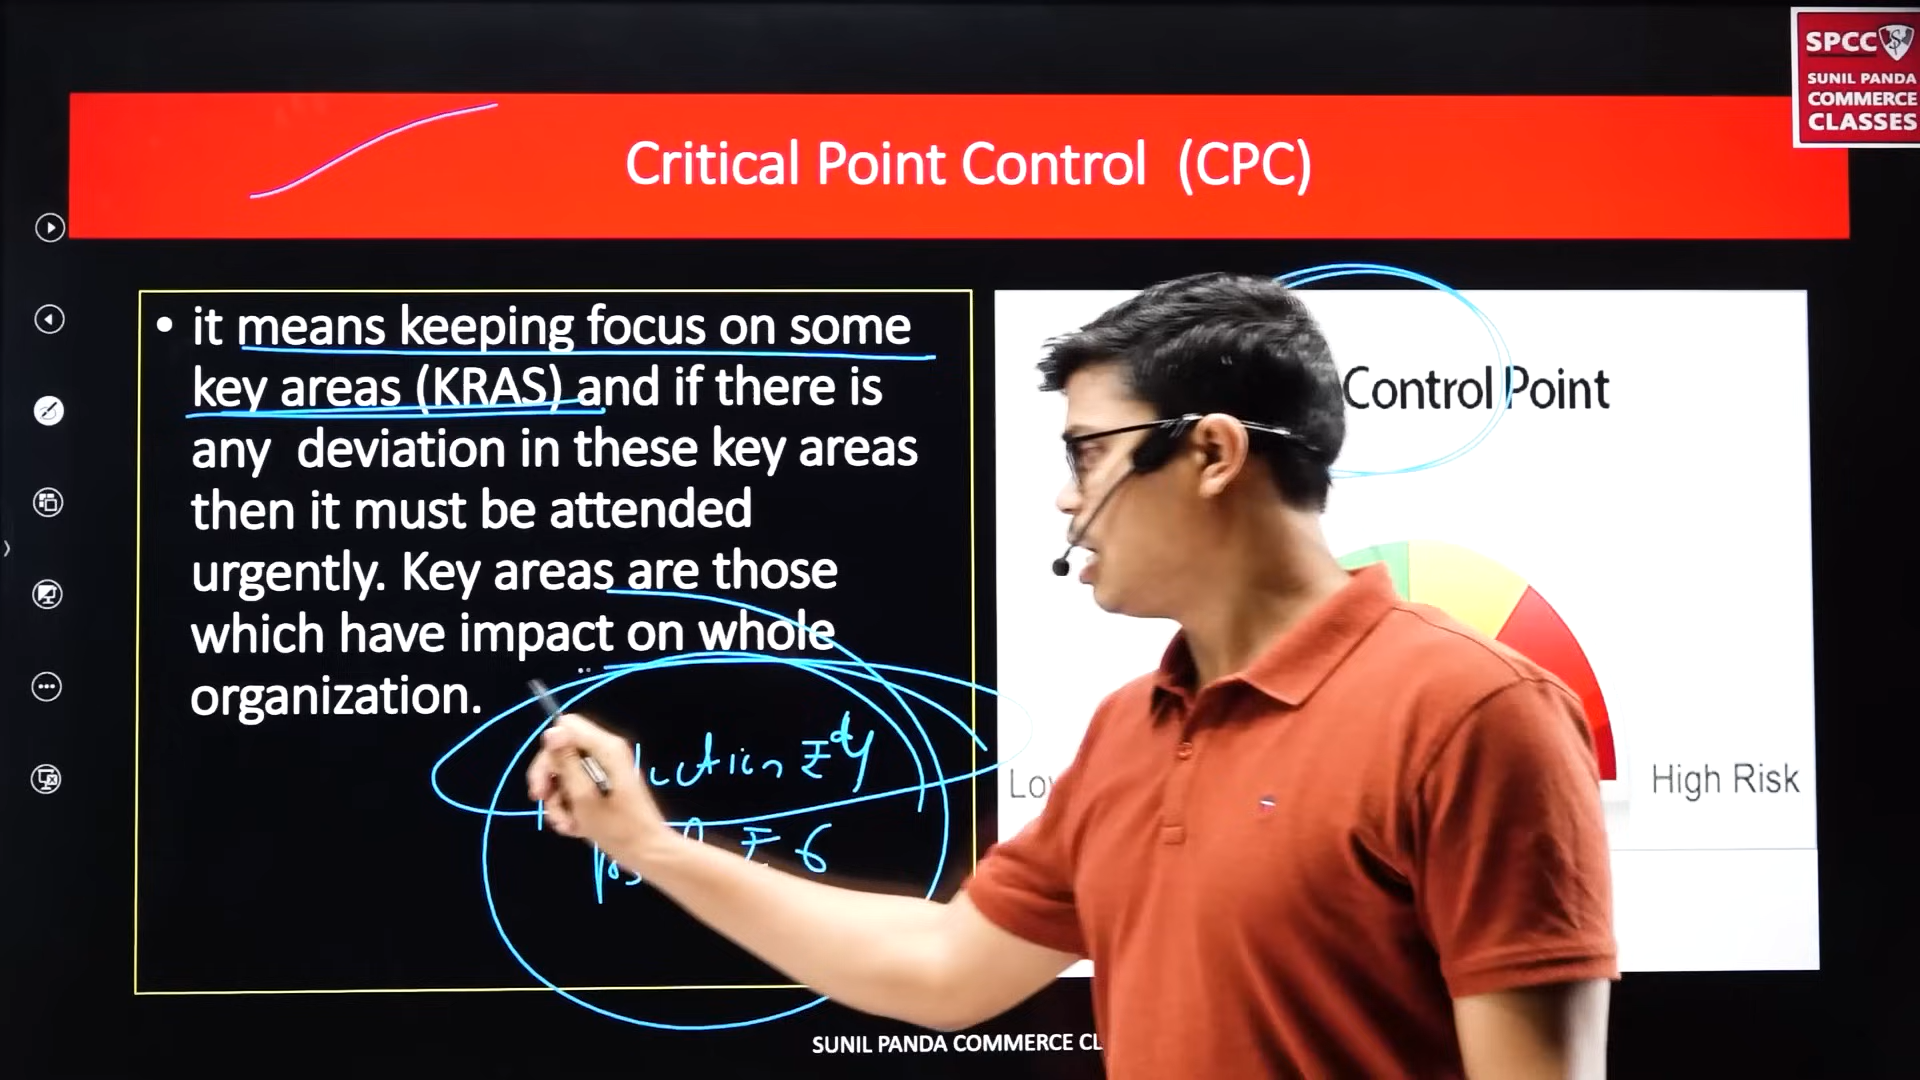 SPCC
SUNIL PANDA
COMMERCE
CLASSES
Critical Point Control (CPC)
• it means keeping focus on some
key areas (KRAS) and if there is
any deviation in these key areas
then it must be attended
urgently. Key areas are those
which have impact on whole
organization.
Control Point
High Risk
₹ 6
SUNIL PANDA COMMERCE